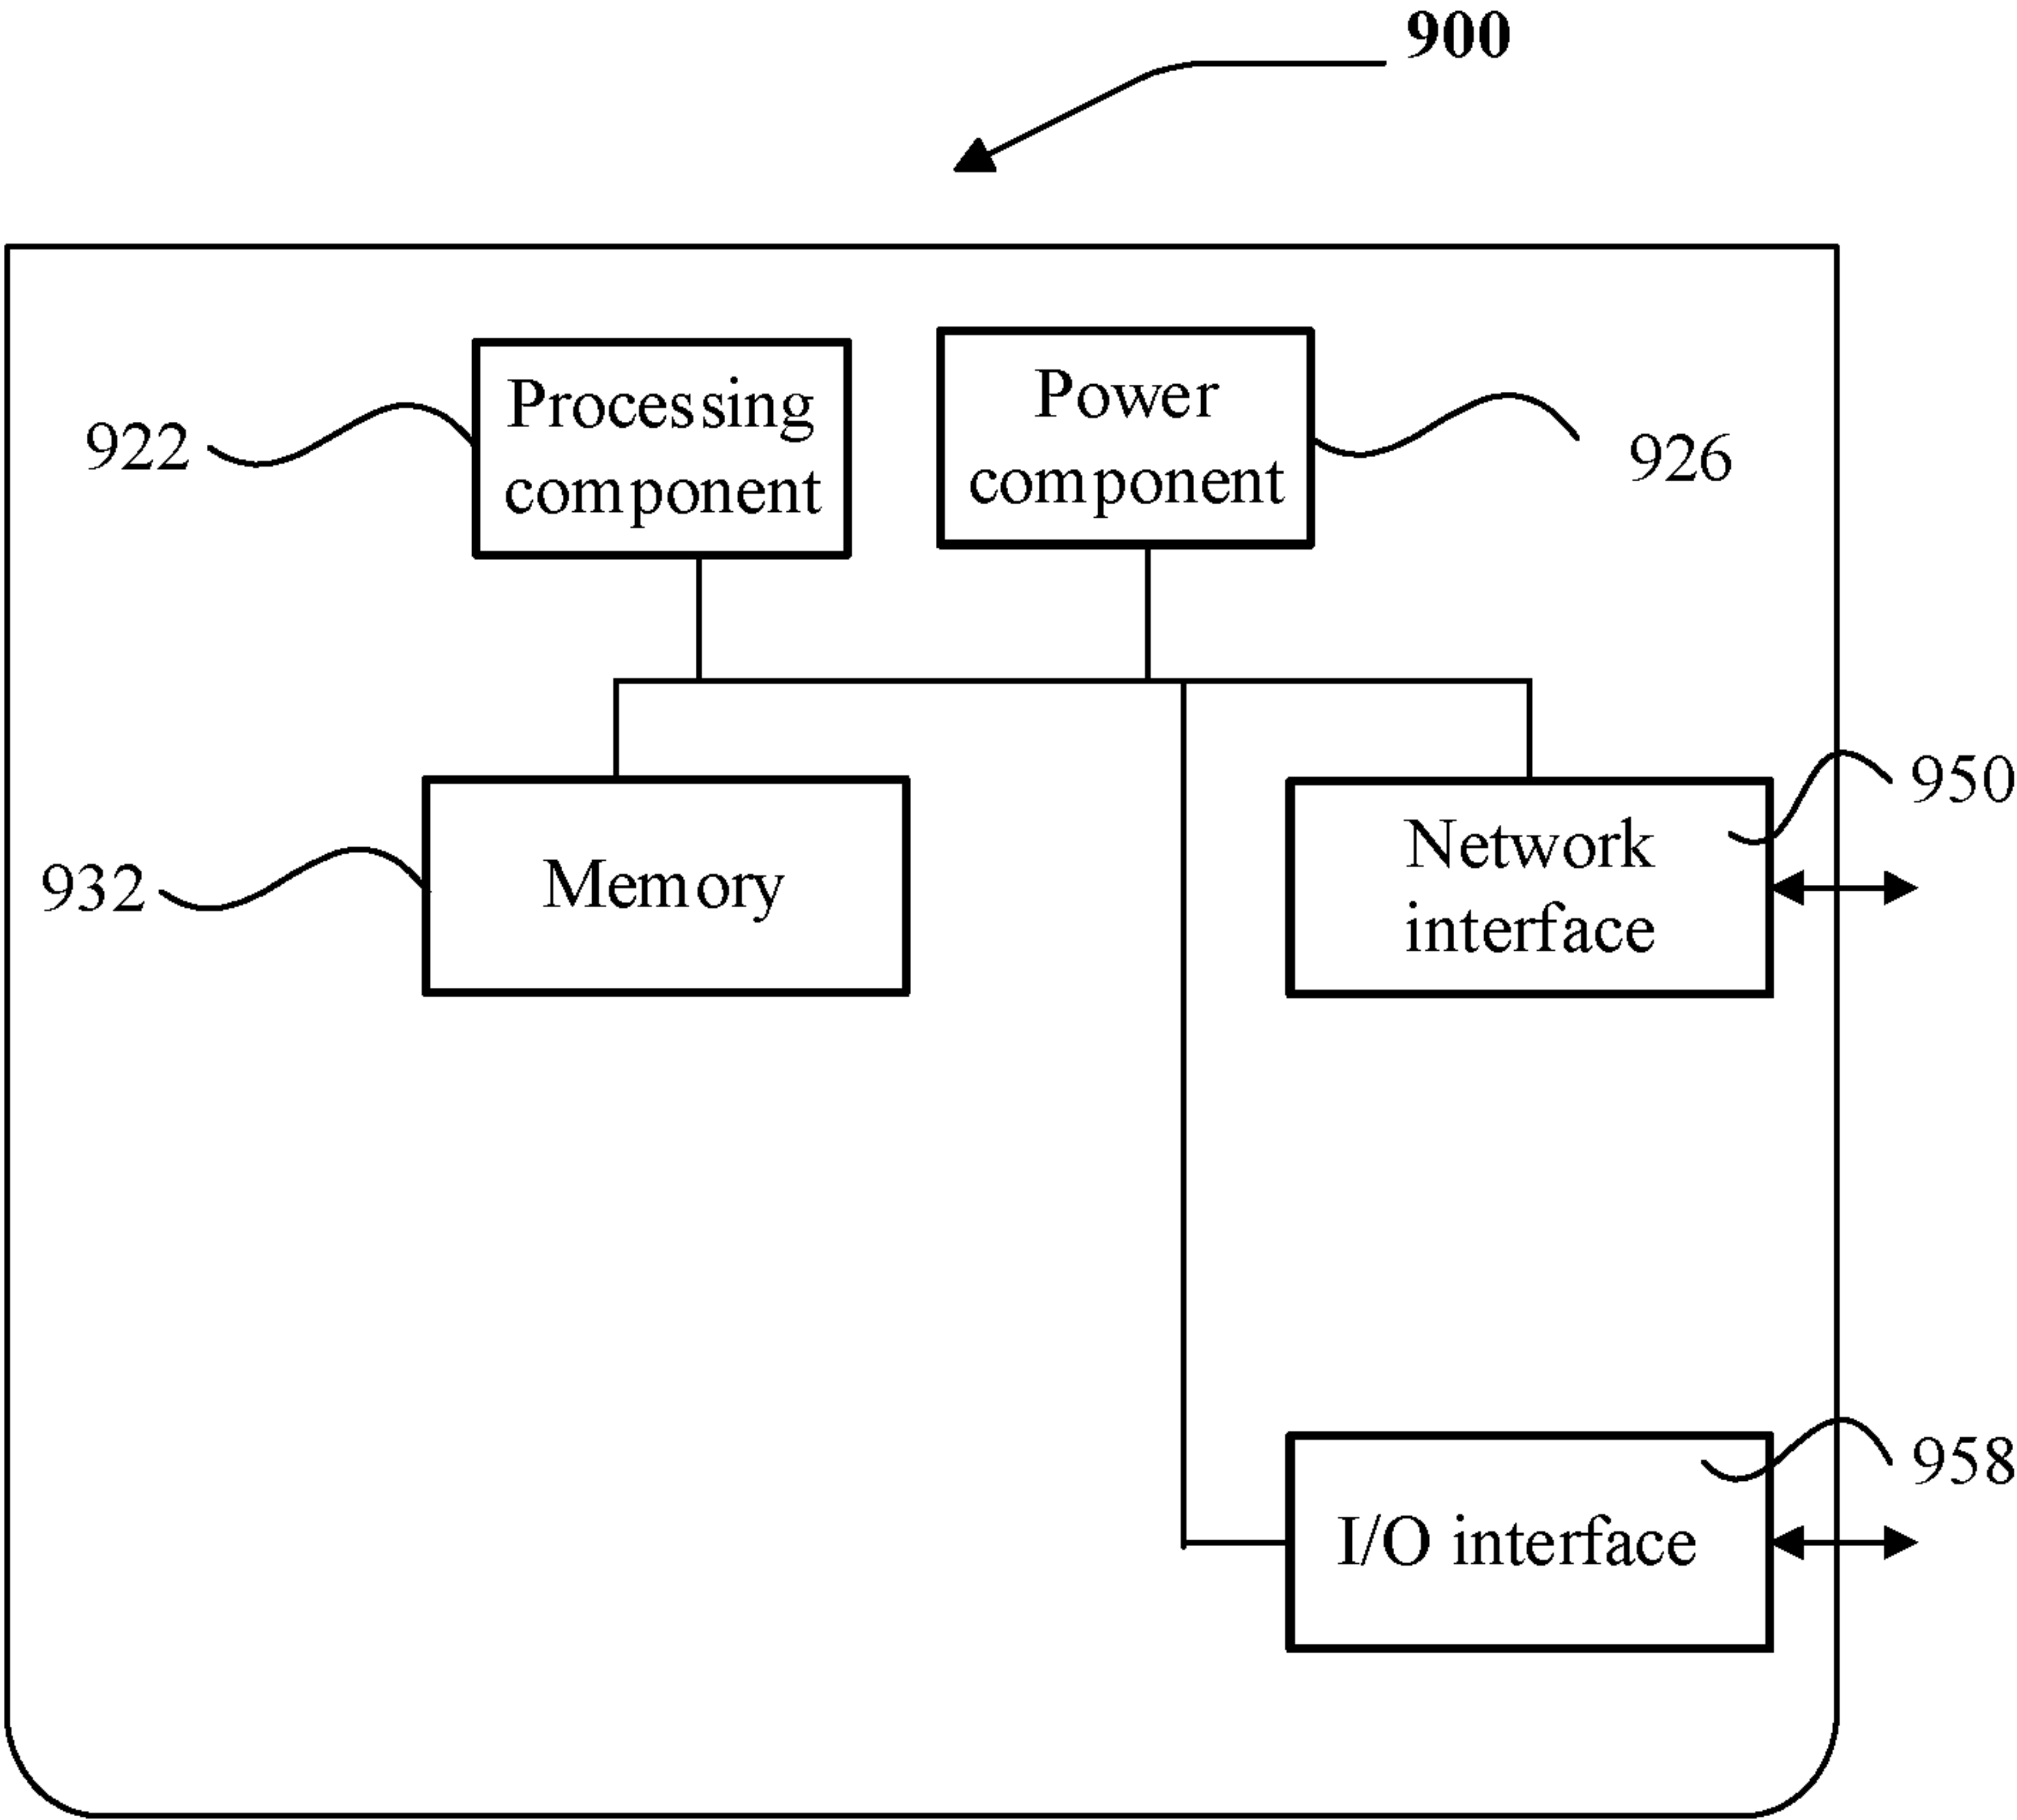 900
Processing
component
Power
component
922
926
Memory
932
Network
interface
950
I/O interface
958